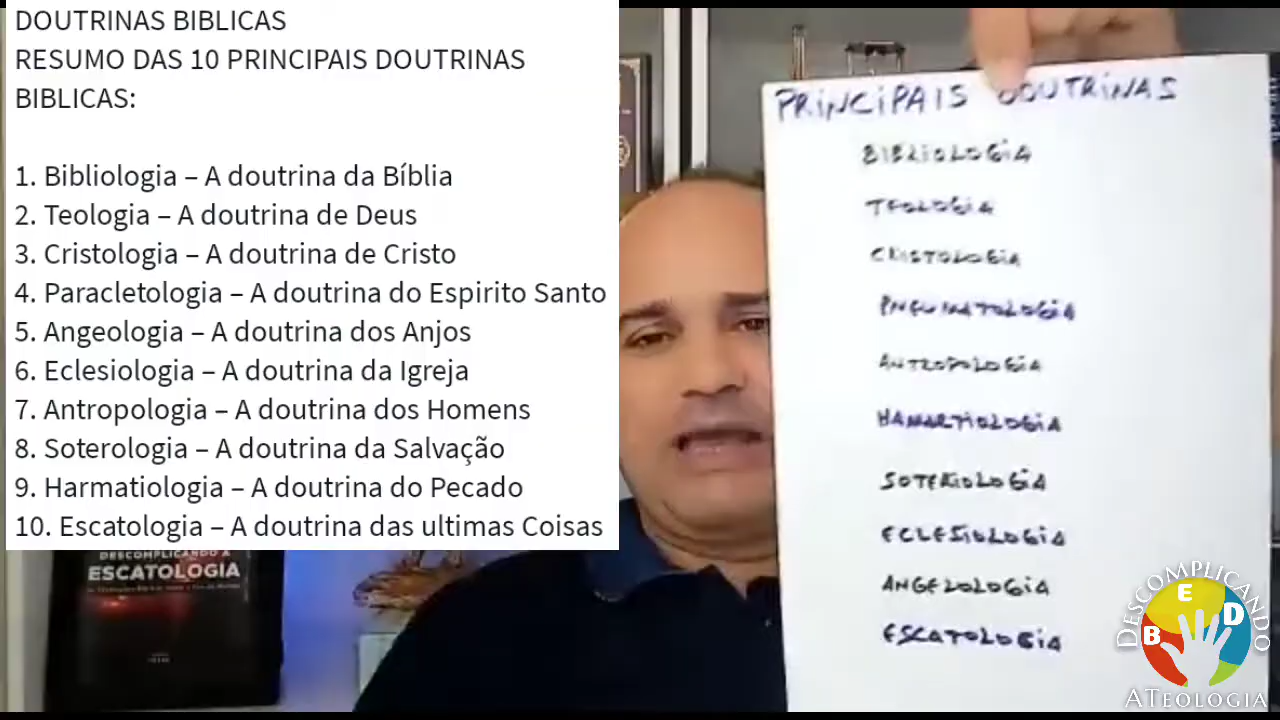 DOUTRINAS BIBLICAS
RESUMO DAS 10 PRINCIPAIS DOUTRINAS
BIBLICAS:
1. Bibliologia – A doutrina da Bíblia
2. Teologia – A doutrina de Deus
3. Cristologia – A doutrina de Cristo
4. Paracletologia – A doutrina do Espirito Santo
5. Angeologia – A doutrina dos Anjos
6. Eclesiologia – A doutrina da Igreja
7. Antropologia – A doutrina dos Homens
8. Soterologia – A doutrina da Salvação
9. Harmatiologia – A doutrina do Pecado
10. Escatologia – A doutrina das ultimas Coisas
PRINCIPAIS DOUTRINAS
BIBLIOLOGIA
TEOLOGIA
CRISTOLOGIA
PNEUMATOLOGIA
ANTROPOLOGIA
HAMARTIOLOGIA
SOTERIOLOGIA
ECLESIOLOGIA
ANGELOLOGIA
ESCATOLOGIA
DESCOMPLICANDO A
ESCATOLOGIA
DESCOMPLICANDO
B E D
ATEOLOGIA